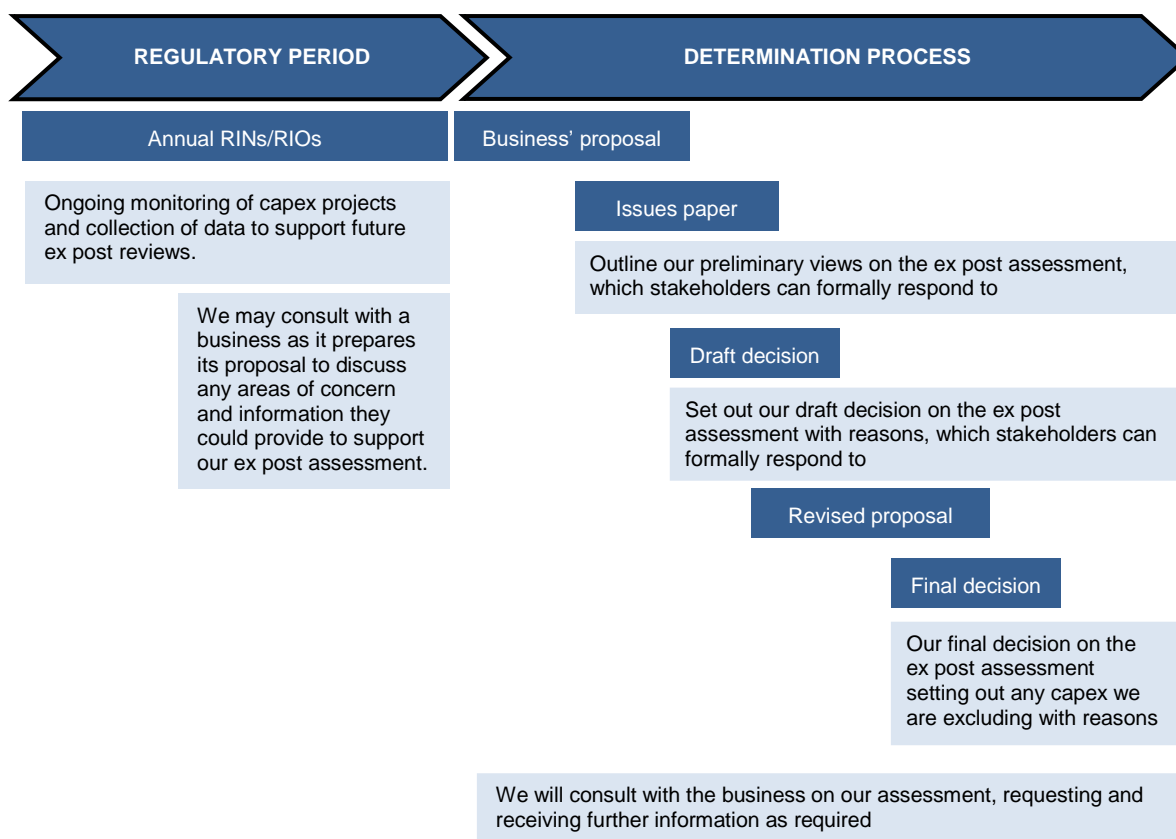 REGULATORY PERIOD
DETERMINATION PROCESS
Annual RINs/RIOs
Business’ proposal
Ongoing monitoring of capex projects
and collection of data to support future
ex post reviews.
Issues paper
Outline our preliminary views on the ex post assessment,
which stakeholders can formally respond to
We may consult with a
business as it prepares
its proposal to discuss
any areas of concern
and information they
could provide to support
our ex post assessment.
Draft decision
Set out our draft decision on the ex post
assessment with reasons, which stakeholders can
formally respond to
Revised proposal
Final decision
Our final decision on the
ex post assessment
setting out any capex we
are excluding with reasons
We will consult with the business on our assessment, requesting and
receiving further information as required